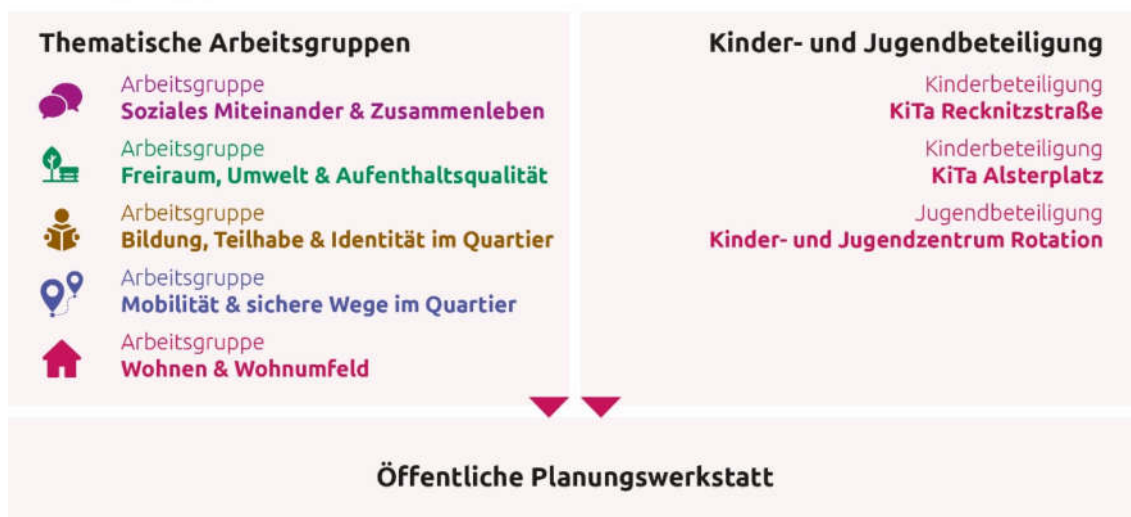 Thematische Arbeitsgruppen
Arbeitsgruppe
Soziales Miteinander & Zusammenleben
Arbeitsgruppe
Freiraum, Umwelt & Aufenthaltsqualität
Arbeitsgruppe
Bildung, Teilhabe & Identität im Quartier
Arbeitsgruppe
Mobilität & sichere Wege im Quartier
Arbeitsgruppe
Wohnen & Wohnumfeld
Kinder- und Jugendbeteiligung
Kinderbeteiligung
KiTa Recknitzstraße
Kinderbeteiligung
KiTa Alsterplatz
Jugendbeteiligung
Kinder- und Jugendzentrum Rotation
Öffentliche Planungswerkstatt